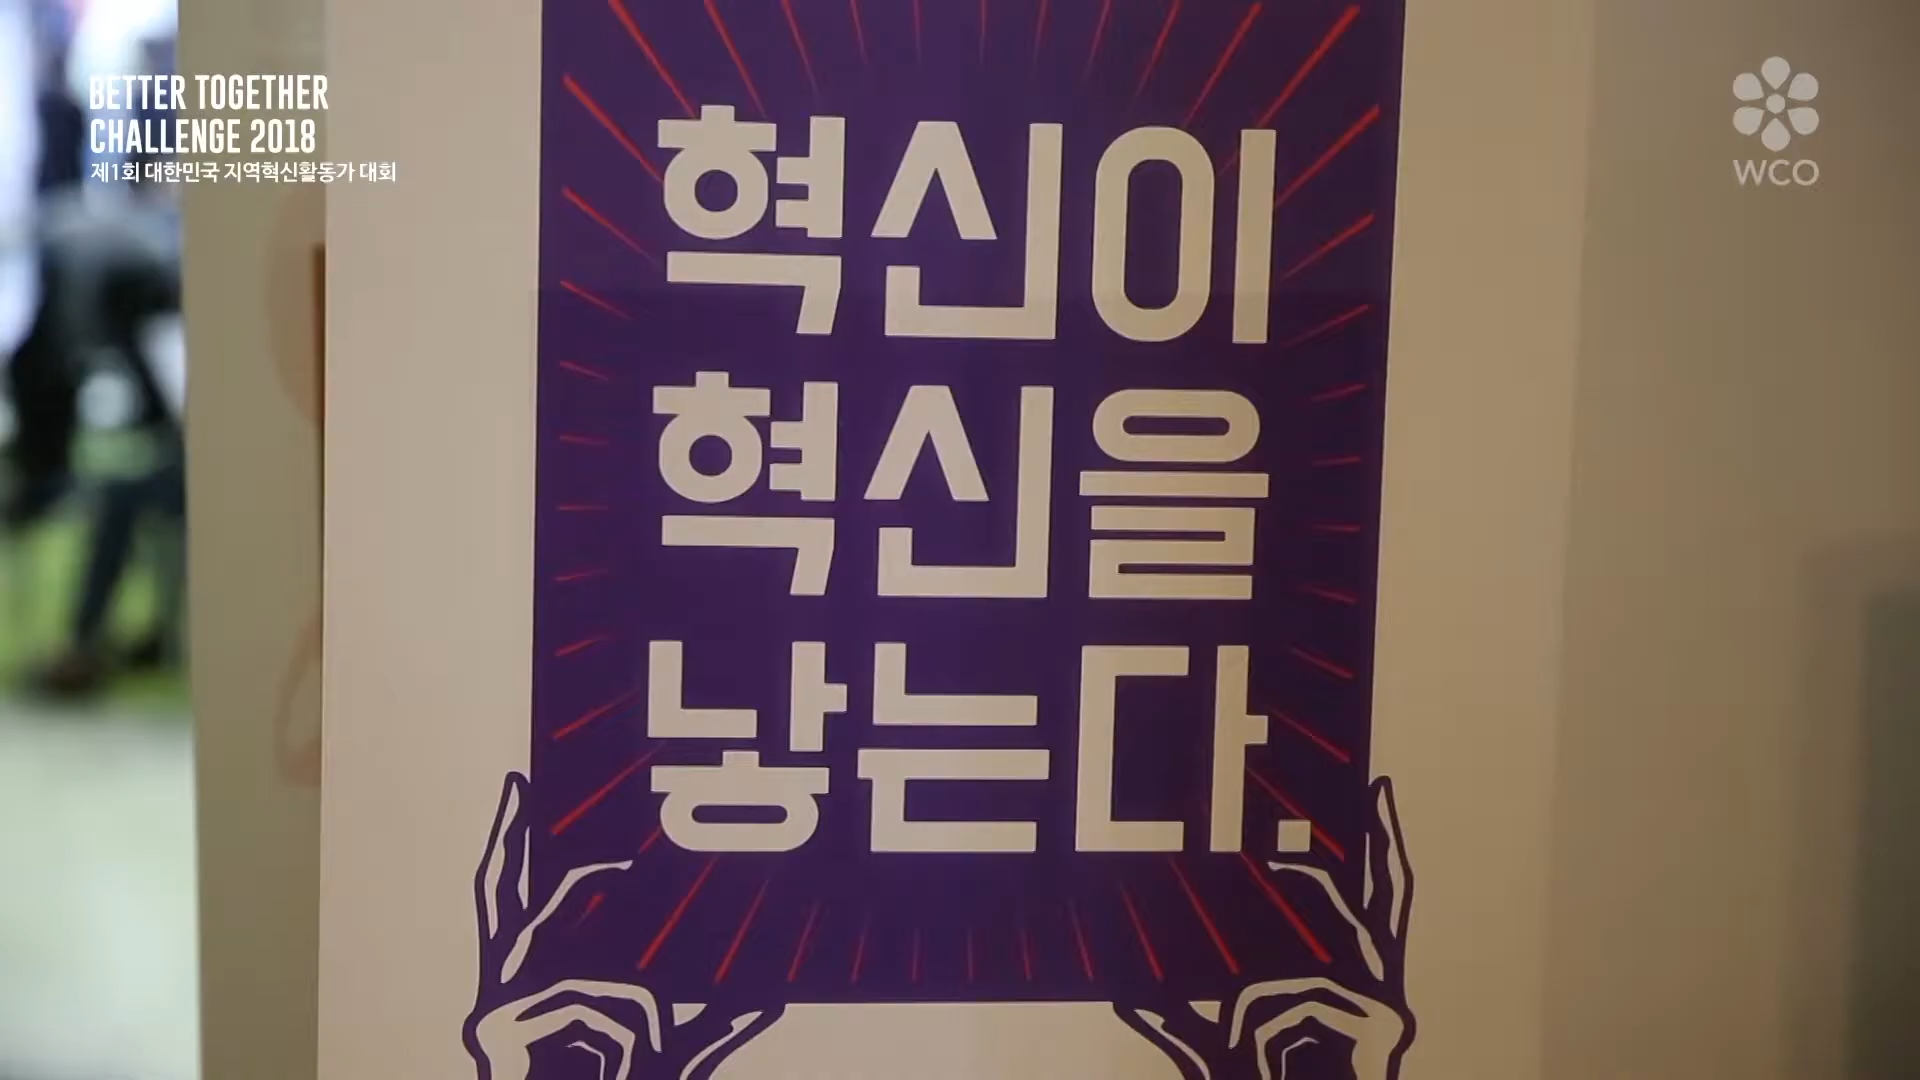 BETTER TOGETHER
CHALLENGE 2018
제1회 대한민국 지역혁신활동가 대회
WCO
혁신이
혁신을
낳는다.